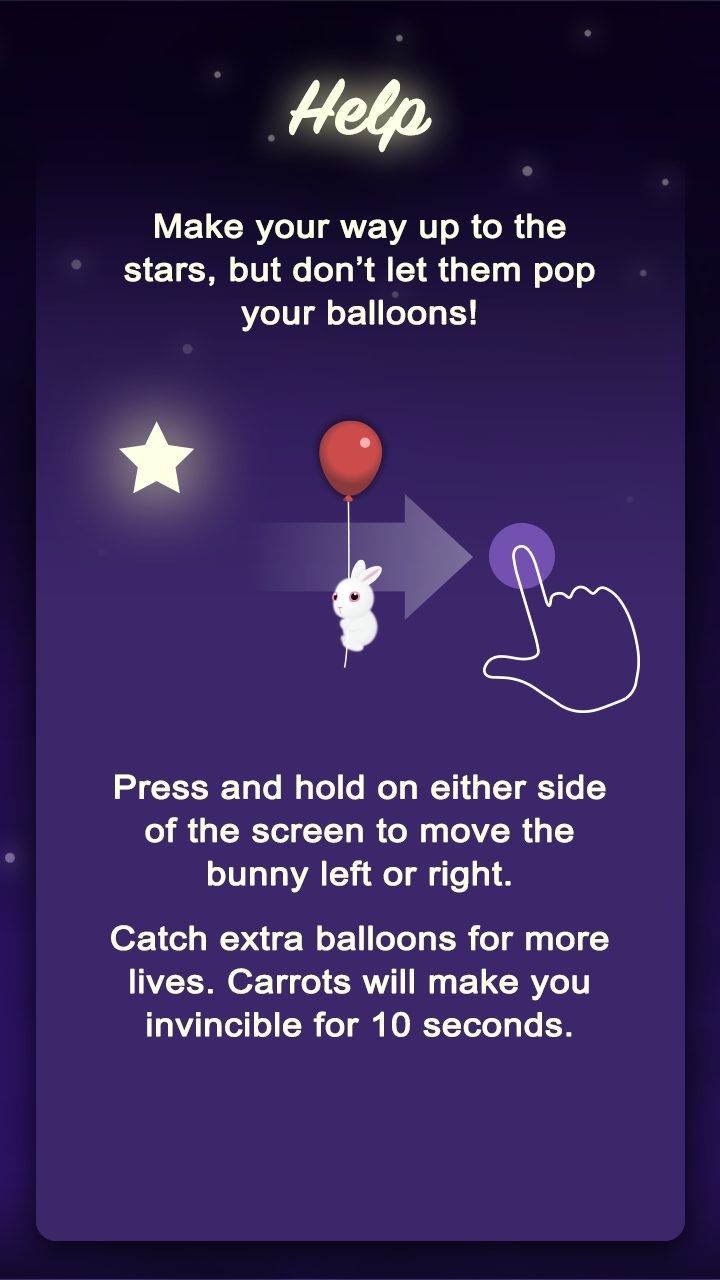 Help
Make your way up to the
stars, but don’t let them pop
your balloons!
Press and hold on either side
of the screen to move the
bunny left or right.
Catch extra balloons for more
lives. Carrots will make you
invincible for 10 seconds.